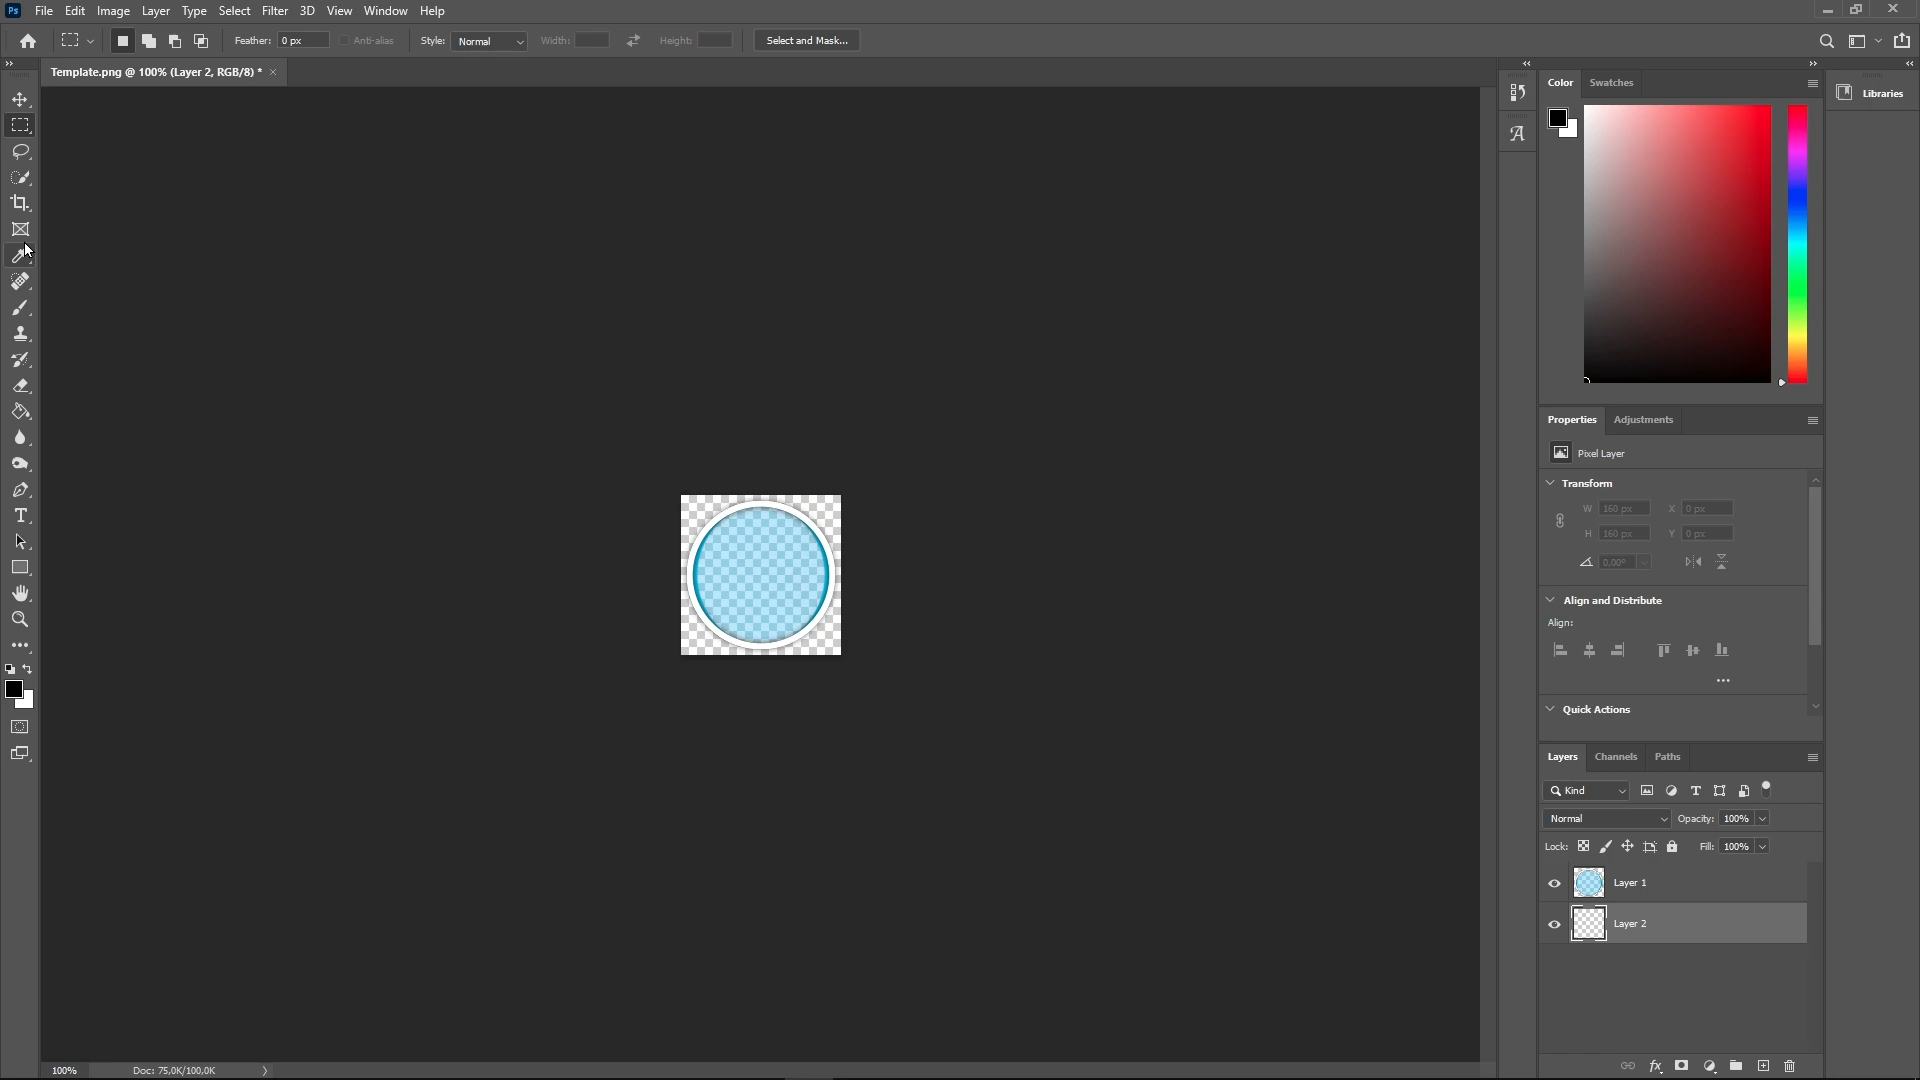 Ps File Edit Image Layer Type Select Filter 3D View Window Help
Feather: 0 px Anti-alias Style: Normal Width: Height: Select and Mask...
Template.png @ 100% (Layer 2, RGB/8) * ×
Color Swatches
Libraries
Properties Adjustments
Pixel Layer
Transform
W 160 px X 0 px
H 160 px Y 0 px
0,00°
Align and Distribute
Align:
Quick Actions
Layers Channels Paths
Kind
Normal Opacity: 100%
Lock: Fill: 100%
Layer 1
Layer 2
fx
100% Doc: 75,0K/100,0K